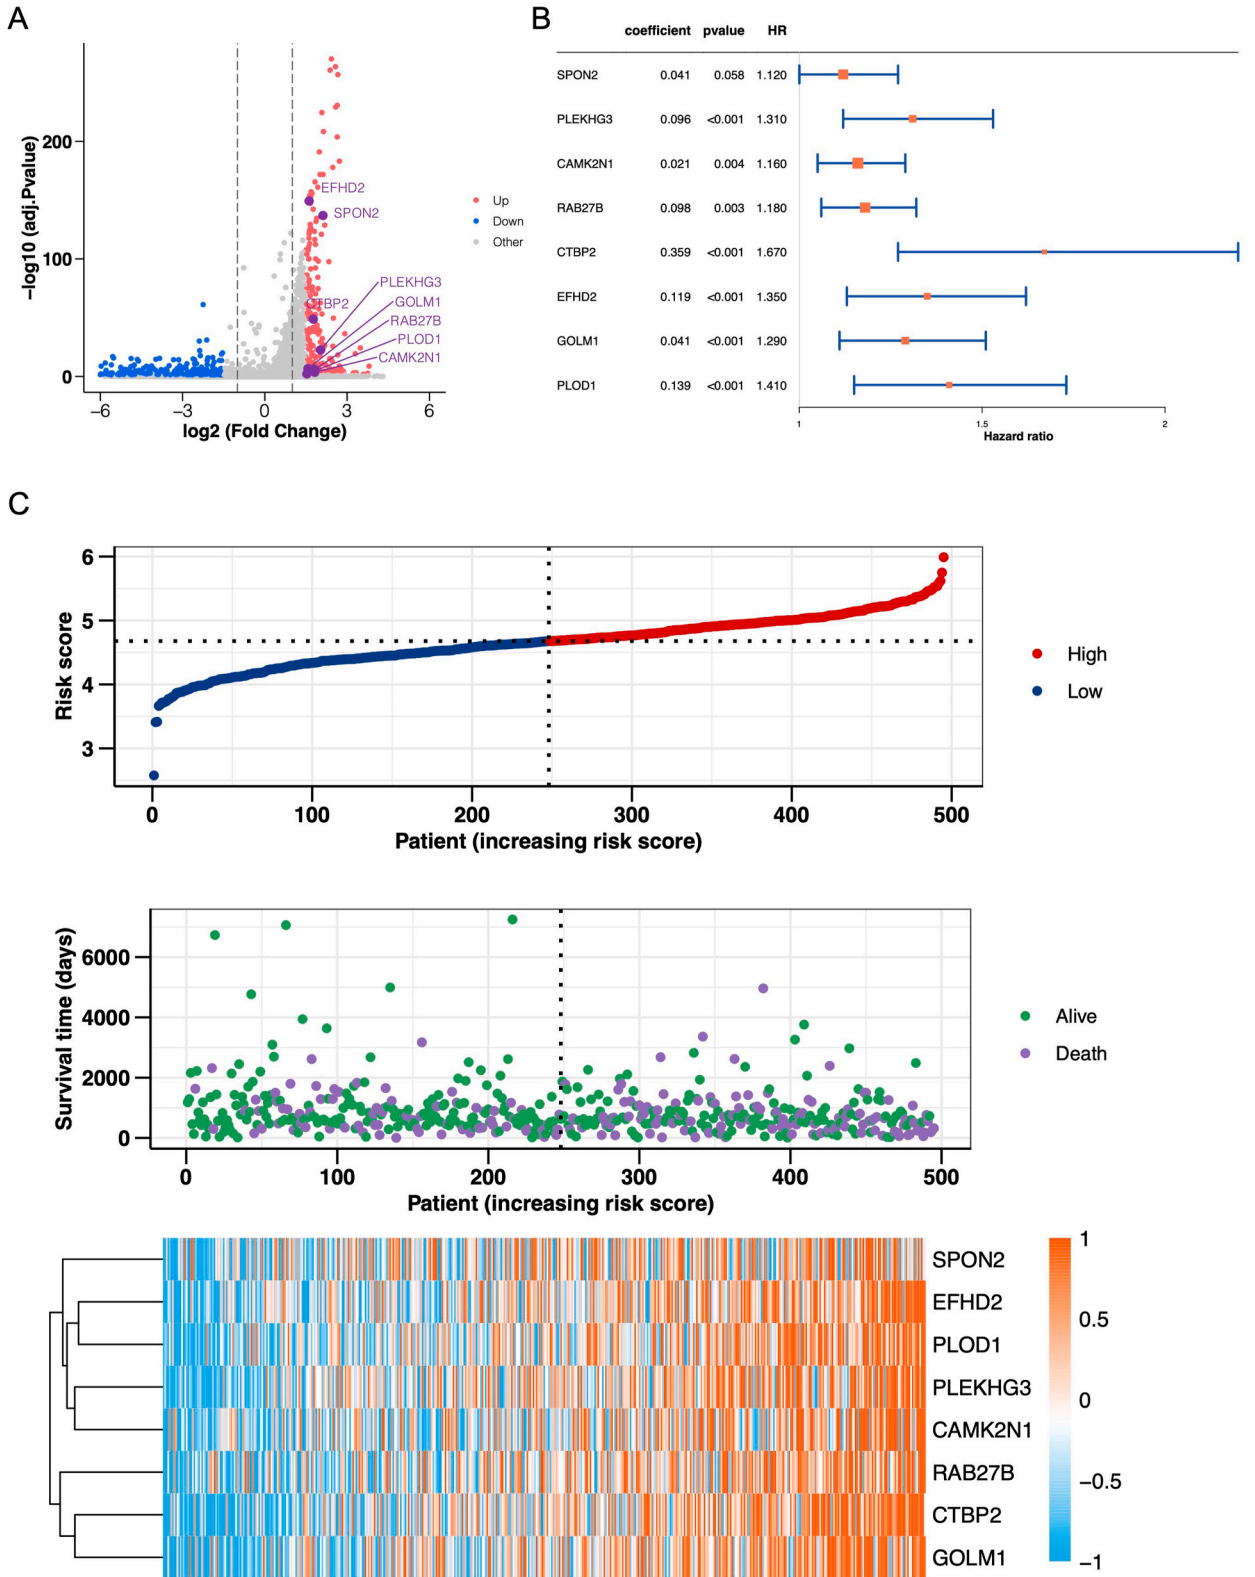 A
−log10 (adj.Pvalue)
200
100
0
−6
−3
0
3
6
log2 (Fold Change)
EFHD2
SPON2
CTBP2
PLEKHG3
GOLM1
RAB27B
PLOD1
CAMK2N1
Up
Down
Other
B
coefficient pvalue HR
SPON2 0.041 0.058 1.120
PLEKHG3 0.096 <0.001 1.310
CAMK2N1 0.021 0.004 1.160
RAB27B 0.098 0.003 1.180
CTBP2 0.359 <0.001 1.670
EFHD2 0.119 <0.001 1.350
GOLM1 0.041 <0.001 1.290
PLOD1 0.139 <0.001 1.410
1 1.5 2
Hazard ratio
C
Risk score
6
5
4
3
0 100 200 300 400 500
Patient (increasing risk score)
High
Low
Survival time (days)
6000
4000
2000
0
0 100 200 300 400 500
Patient (increasing risk score)
Alive
Death
SPON2
EFHD2
PLOD1
PLEKHG3
CAMK2N1
RAB27B
CTBP2
GOLM1
1
0.5
0
−0.5
−1